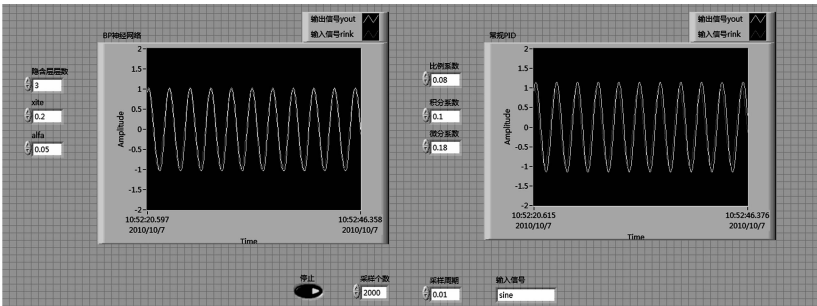 输出信号yout
输入信号rink
BP神经网络
隐含层层数
3
xite
0.2
alfa
0.05
Amplitude
2
1.5
1
0.5
0
-0.5
-1
-1.5
-2
10:52:20.597
2010/10/7
10:52:46.358
2010/10/7
Time
输出信号yout
输入信号rink
常规PID
比例系数
0.08
积分系数
0.1
微分系数
0.18
Amplitude
2
1.5
1
0.5
0
-0.5
-1
-1.5
-2
10:52:20.615
2010/10/7
10:52:46.376
2010/10/7
Time
停止
采样个数
2000
采样周期
0.01
输入信号
sine